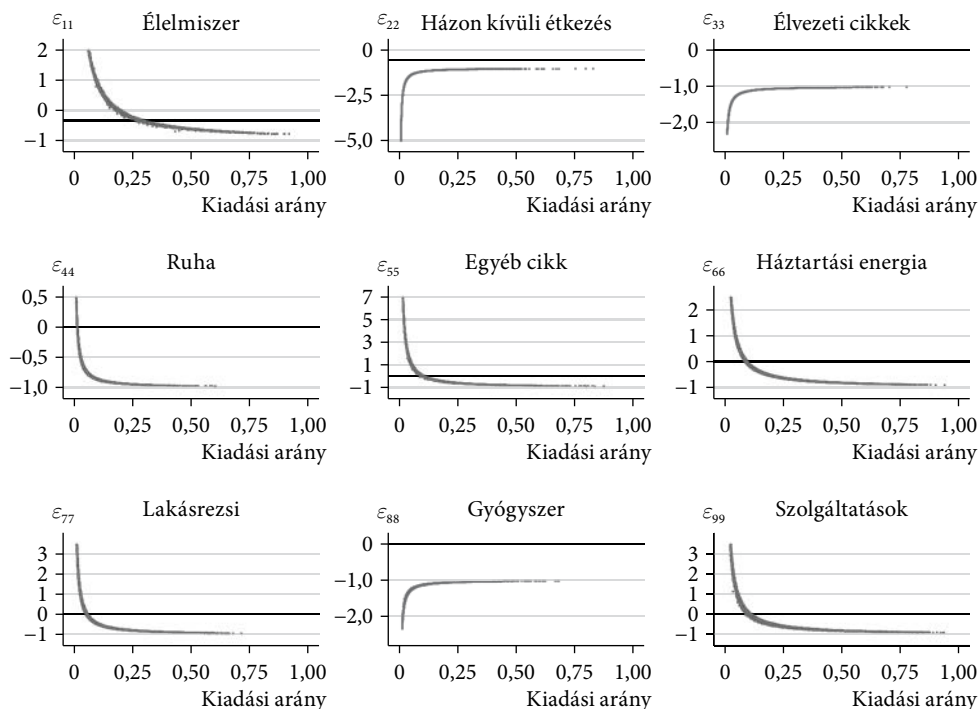 ε11 Élelmiszer
2
1
0
−1
0 0,25 0,50 0,75 1,00
Kiadási arány
ε22 Házon kívüli étkezés
0
−2,5
−5,0
0 0,25 0,50 0,75 1,00
Kiadási arány
ε33 Élvezeti cikkek
0
−1,0
−2,0
0 0,25 0,50 0,75 1,00
Kiadási arány
ε44 Ruha
0,5
0
−0,5
−1,0
0 0,25 0,50 0,75 1,00
Kiadási arány
ε55 Egyéb cikk
7
5
3
1
−1
0 0,25 0,50 0,75 1,00
Kiadási arány
ε66 Háztartási energia
2
1
0
−1
0 0,25 0,50 0,75 1,00
Kiadási arány
ε77 Lakásrezsi
3
2
1
0
−1
0 0,25 0,50 0,75 1,00
Kiadási arány
ε88 Gyógyszer
0
−1,0
−2,0
0 0,25 0,50 0,75 1,00
Kiadási arány
ε99 Szolgáltatások
3
2
1
0
−1
0 0,25 0,50 0,75 1,00
Kiadási arány